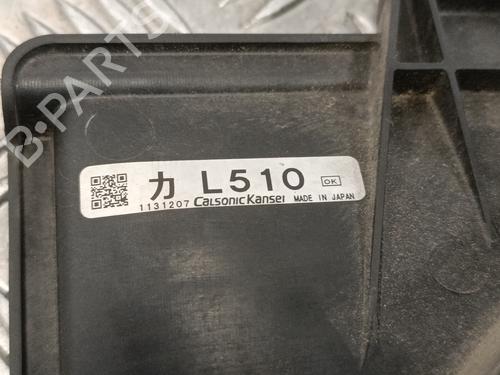 B-PARTS
カ L510 OK
1131207 CalsonicKansei MADE IN JAPAN